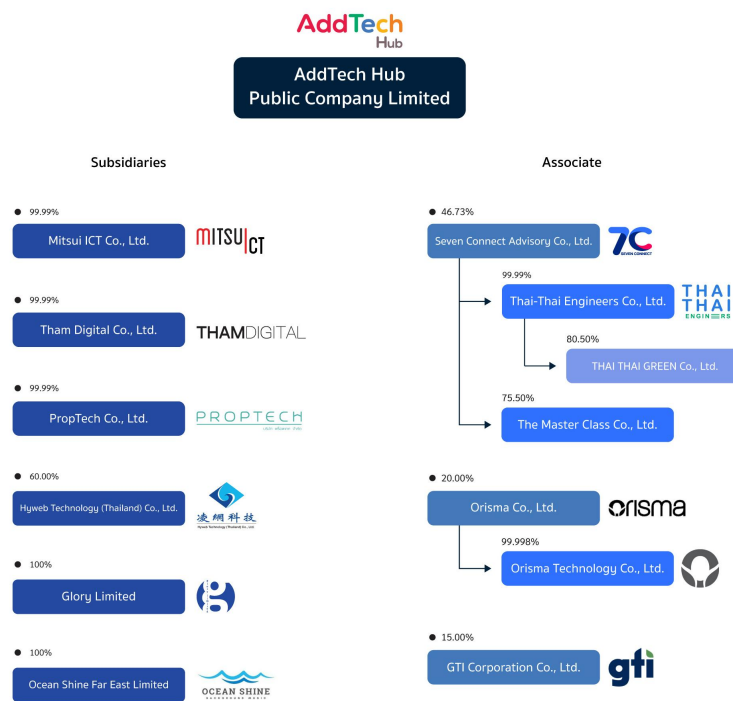 AddTech
Hub
AddTech Hub
Public Company Limited
Subsidiaries
99.99%
Mitsui ICT Co., Ltd.
MITSUICT
99.99%
Tham Digital Co., Ltd.
THAMDIGITAL
99.99%
PropTech Co., Ltd.
PROPTECH
60.00%
Hyweb Technology (Thailand) Co., Ltd.
凌網科技
Hyweb Technology (Thailand) Co., Ltd.
100%
Glory Limited
g
100%
Ocean Shine Far East Limited
OCEAN SHINE
Associate
46.73%
Seven Connect Advisory Co., Ltd.
7C
SEVEN CONNECT
99.99%
Thai-Thai Engineers Co., Ltd.
THAI
THAI
ENGINEERS
80.50%
THAI THAI GREEN Co., Ltd.
75.50%
The Master Class Co., Ltd.
20.00%
Orisma Co., Ltd.
orisma
99.998%
Orisma Technology Co., Ltd.
15.00%
GTI Corporation Co., Ltd.
gti